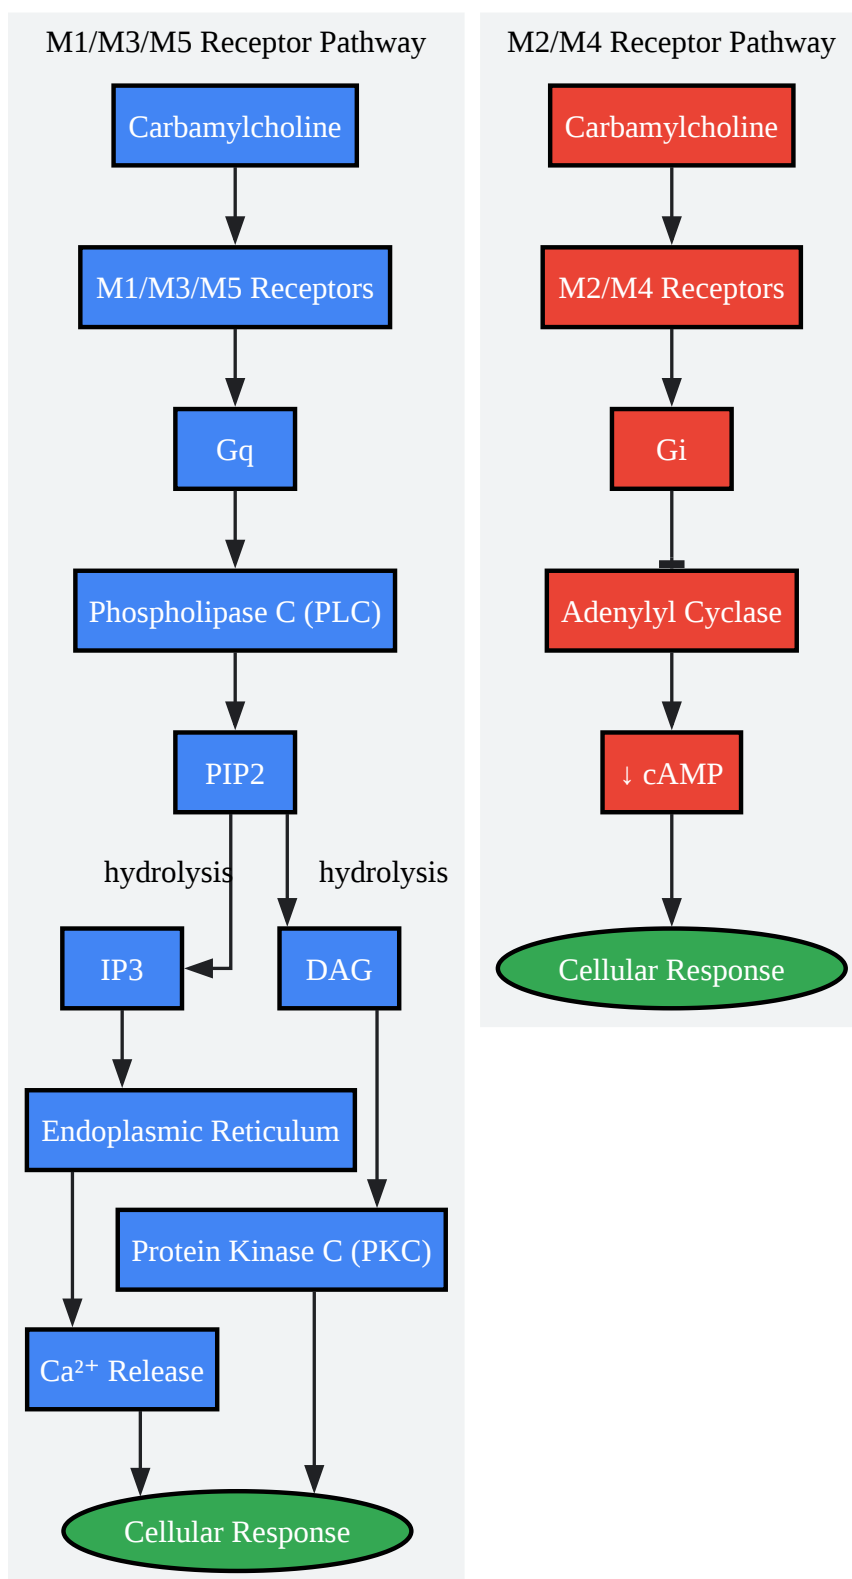 M1/M3/M5 Receptor Pathway
Carbamylcholine
M1/M3/M5 Receptors
Gq
Phospholipase C (PLC)
PIP2
hydrolysis
hydrolysis
IP3
DAG
Endoplasmic Reticulum
Protein Kinase C (PKC)
Ca²⁺ Release
Cellular Response
M2/M4 Receptor Pathway
Carbamylcholine
M2/M4 Receptors
Gi
Adenylyl Cyclase
↓ cAMP
Cellular Response